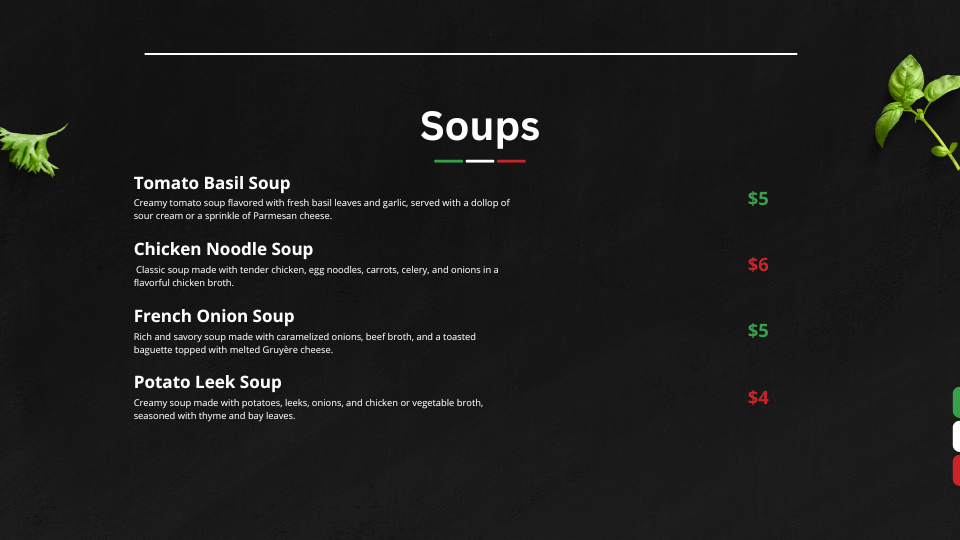 Soups
Tomato Basil Soup
Creamy tomato soup flavored with fresh basil leaves and garlic, served with a dollop of
sour cream or a sprinkle of Parmesan cheese.
$5
Chicken Noodle Soup
Classic soup made with tender chicken, egg noodles, carrots, celery, and onions in a
flavorful chicken broth.
$6
French Onion Soup
Rich and savory soup made with caramelized onions, beef broth, and a toasted
baguette topped with melted Gruyère cheese.
$5
Potato Leek Soup
Creamy soup made with potatoes, leeks, onions, and chicken or vegetable broth,
seasoned with thyme and bay leaves.
$4